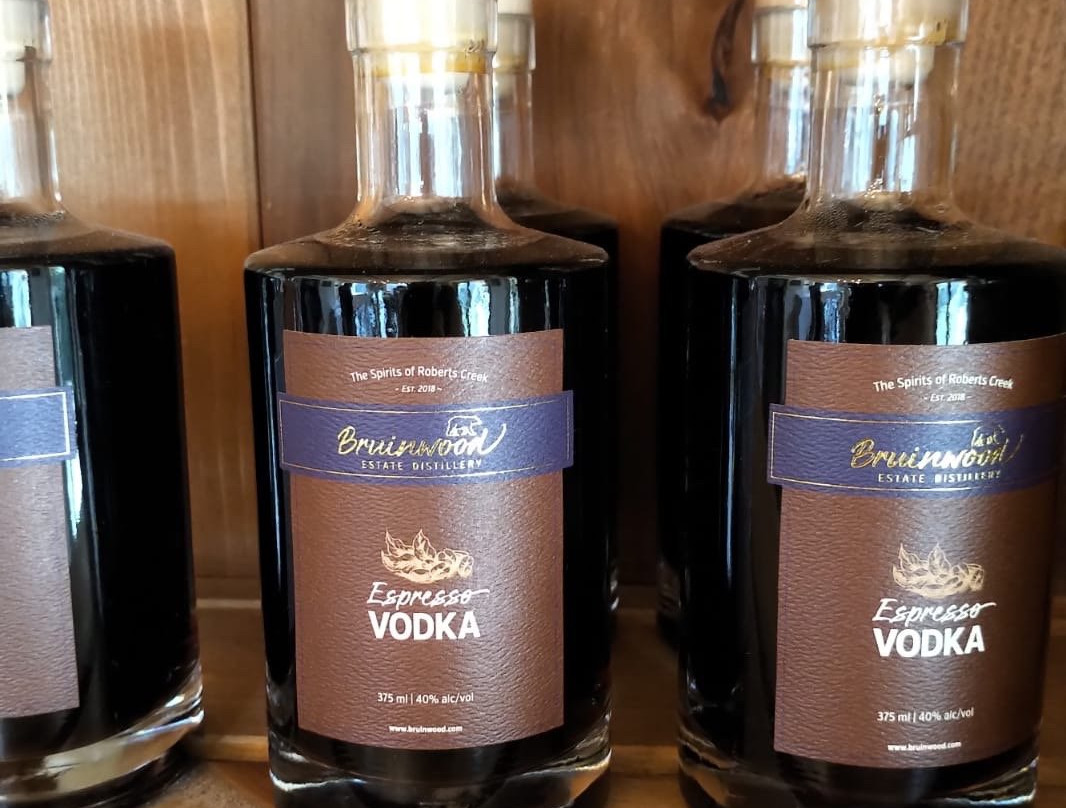 The Spirits of Roberts Creek
~ Est. 2018 ~
Bruinwood
ESTATE DISTILLERY
Espresso
VODKA
375 ml | 40% alc/vol
www.bruinwood.com
The Spirits of Roberts Creek
~ Est. 2018 ~
Bruinwood
ESTATE DISTILLERY
Espresso
VODKA
375 ml | 40% alc/vol
www.bruinwood.com